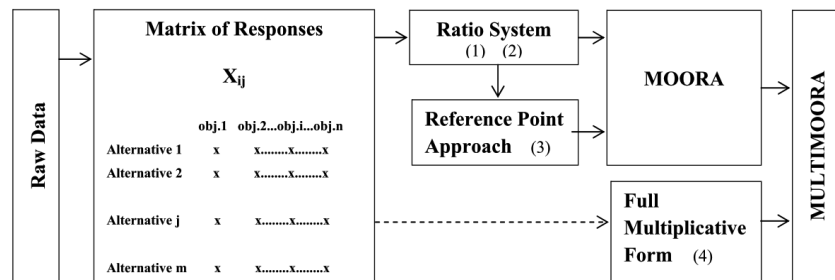 Raw Data
Matrix of Responses
Xij
obj.1 obj.2...obj.i...obj.n
Alternative 1 x x........x........x
Alternative 2 x x........x........x
Alternative j x x........x........x
Alternative m x x........x........x
Ratio System
(1) (2)
Reference Point
Approach (3)
MOORA
Full
Multiplicative
Form (4)
MULTIMOORA